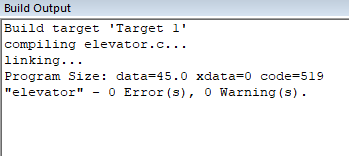 Build Output
Build target 'Target 1'
compiling elevator.c...
linking...
Program Size: data=45.0 xdata=0 code=519
"elevator" - 0 Error(s), 0 Warning(s).